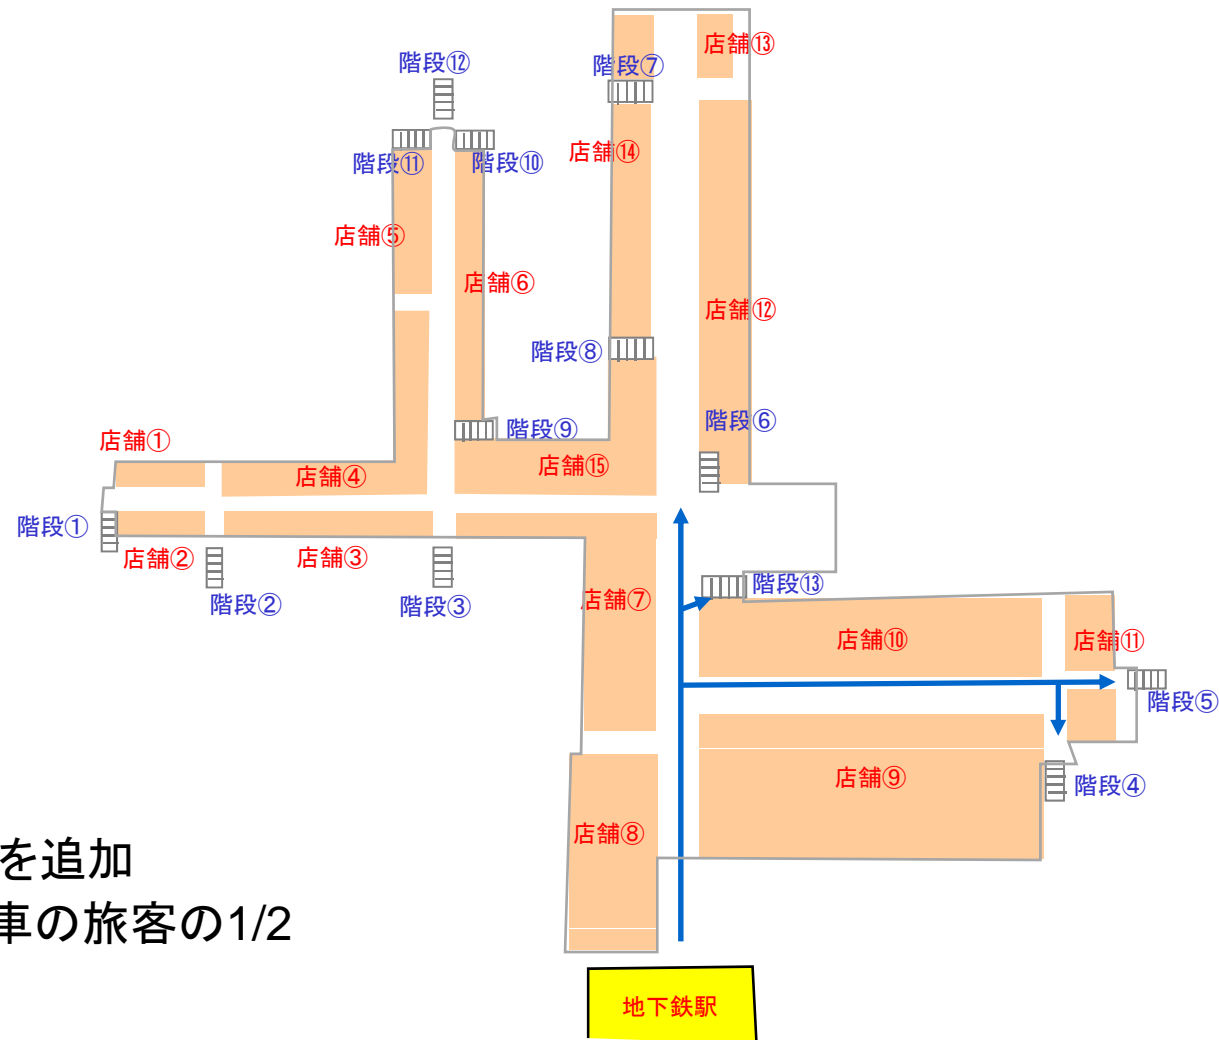 店舗⑬
階段⑫
階段⑦
店舗⑭
階段⑪
階段⑩
店舗⑤
店舗⑥
店舗⑫
階段⑧
階段⑥
階段⑨
店舗①
店舗⑮
店舗④
階段①
店舗②
店舗③
階段⑬
店舗⑦
階段②
階段③
店舗⑩
店舗⑪
階段⑤
店舗⑨
階段④
店舗⑧
を追加
車の旅客の1/2
地下鉄駅